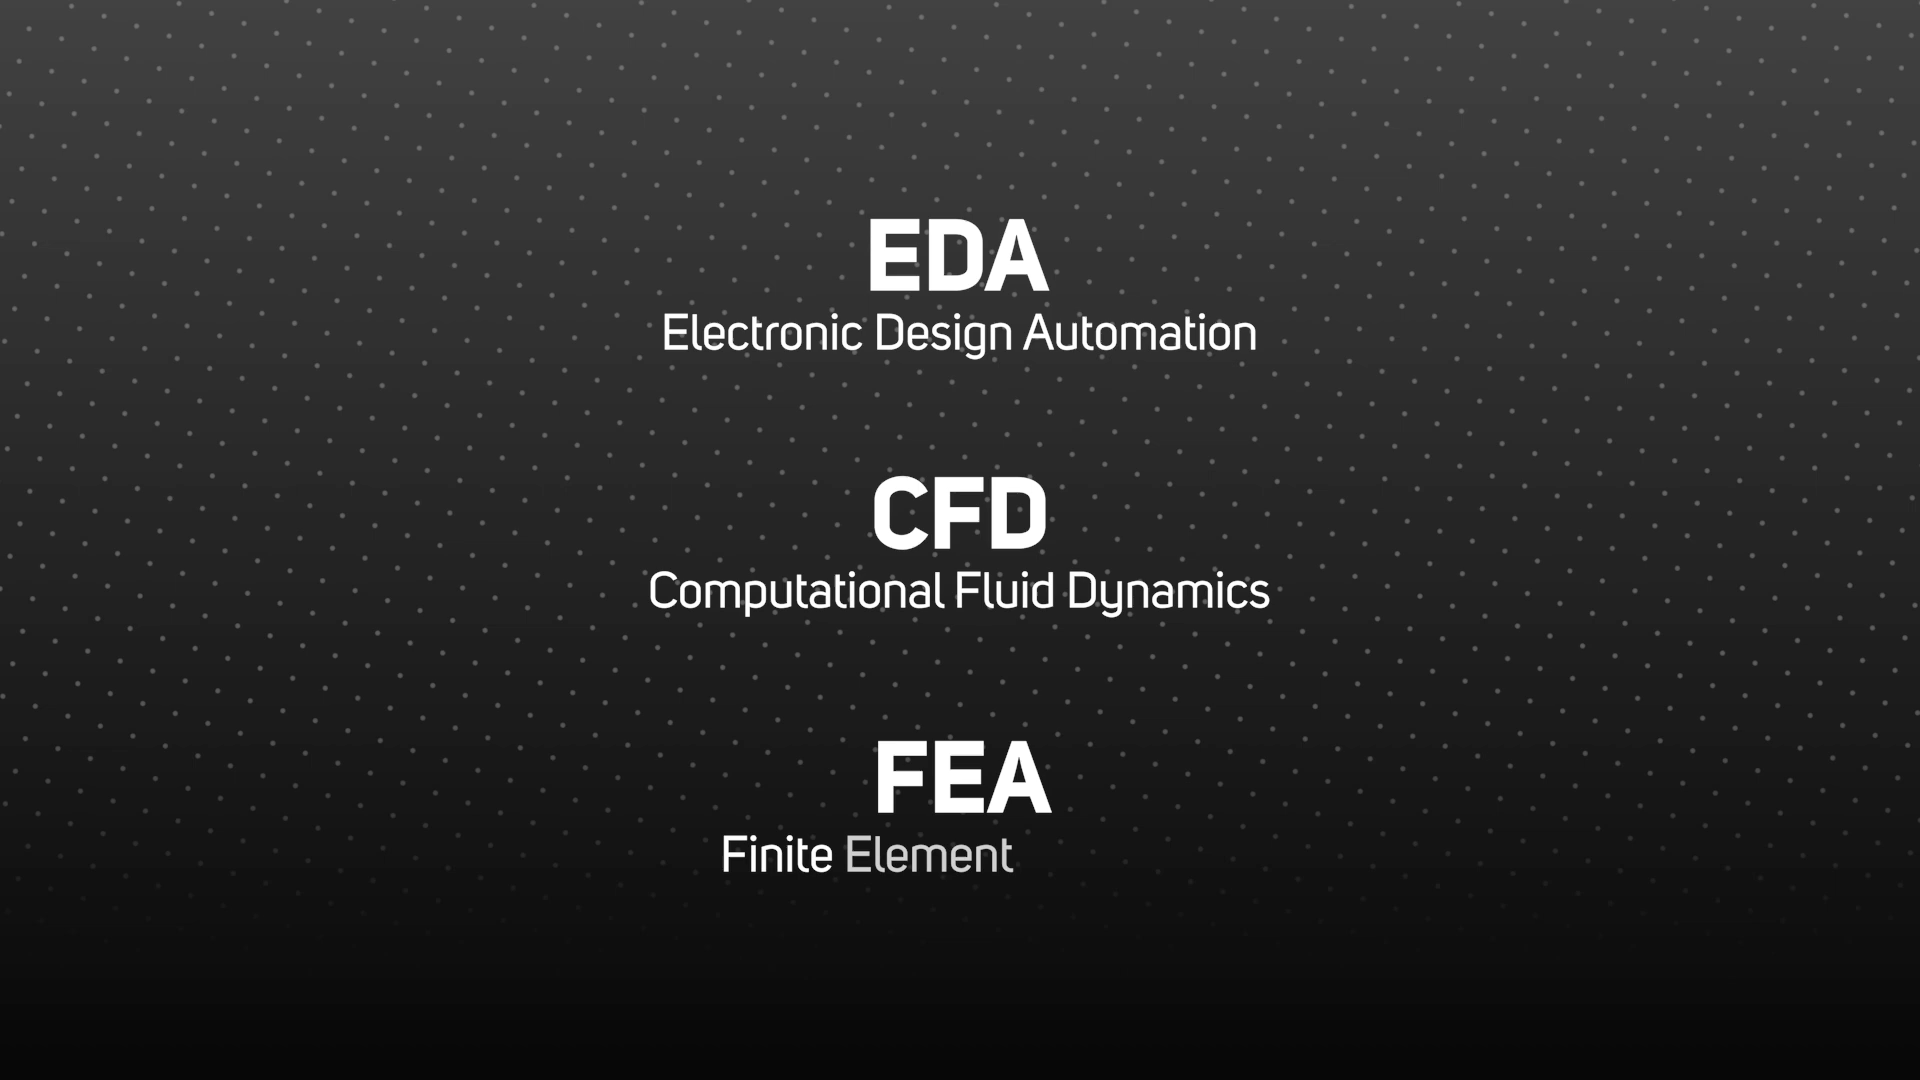 EDA
Electronic Design Automation
CFD
Computational Fluid Dynamics
FEA
Finite Element